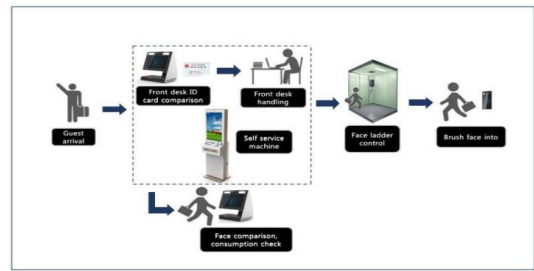 Front desk ID
card comparison
Front desk
handling
Guest
arrival
Self service
machine
Face ladder
control
Brush face into
Face comparison,
consumption check